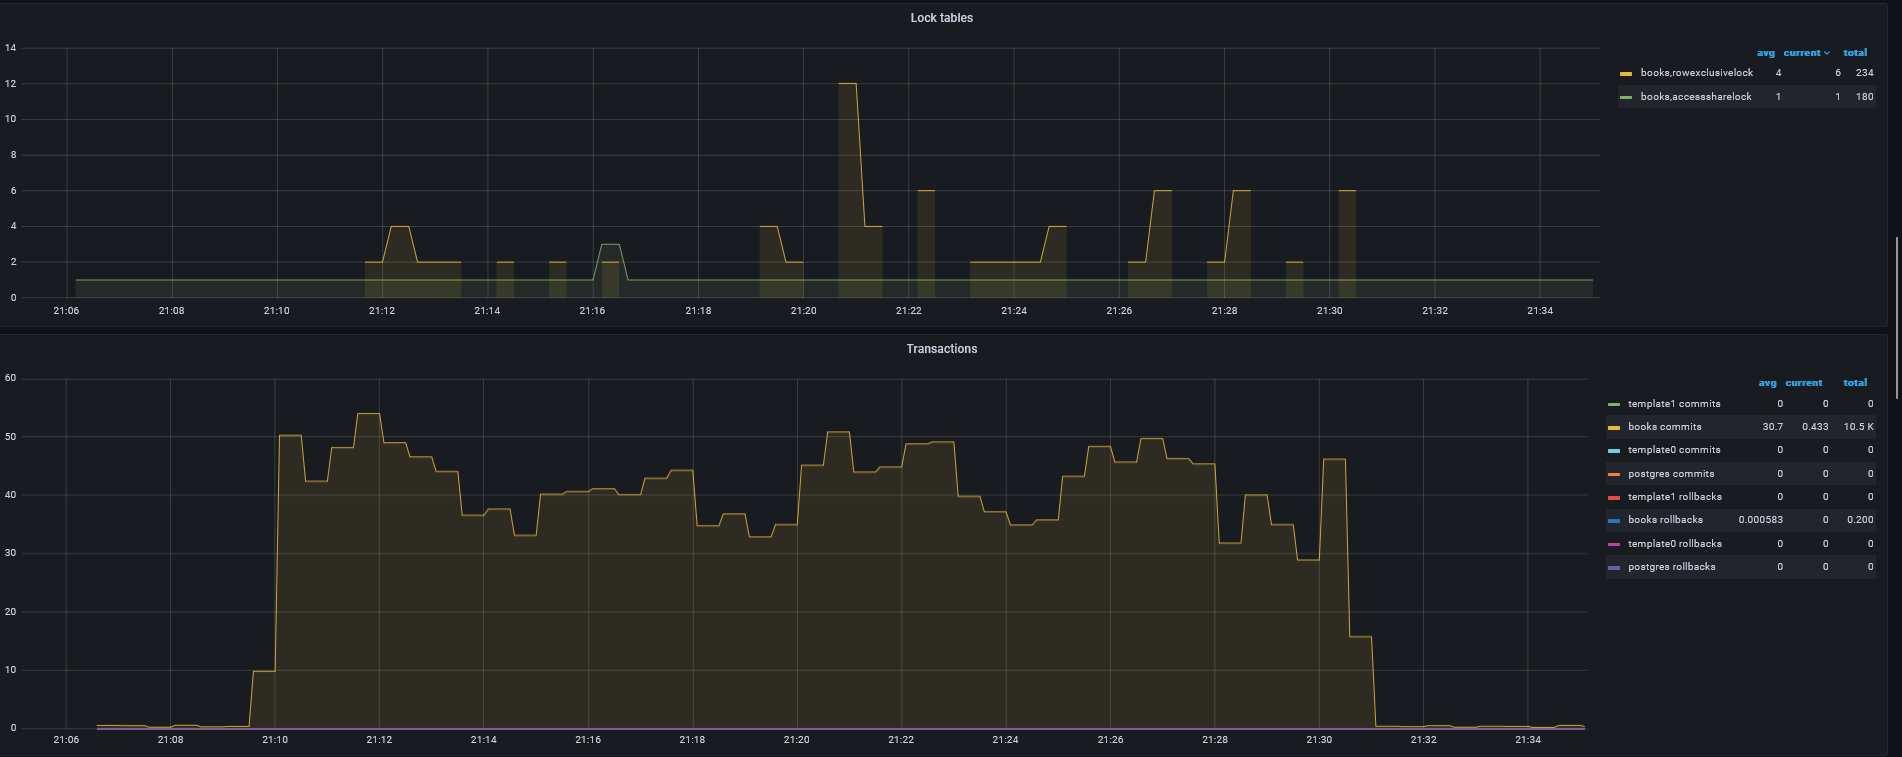 Lock tables
avg current total
14
12
10
8
6
4
2
0
books,rowexclusivelock 4 6 234
books,accesssharelock 1 1 180
21:06 21:08 21:10 21:12 21:14 21:16 21:18 21:20 21:22 21:24 21:26 21:28 21:30 21:32 21:34
Transactions
avg current total
60
50
40
30
20
10
0
template1 commits 0 0 0
books commits 30.7 0.433 10.5 K
template0 commits 0 0 0
postgres commits 0 0 0
template1 rollbacks 0 0 0
books rollbacks 0.000583 0 0.200
template0 rollbacks 0 0 0
postgres rollbacks 0 0 0
21:06 21:08 21:10 21:12 21:14 21:16 21:18 21:20 21:22 21:24 21:26 21:28 21:30 21:32 21:34